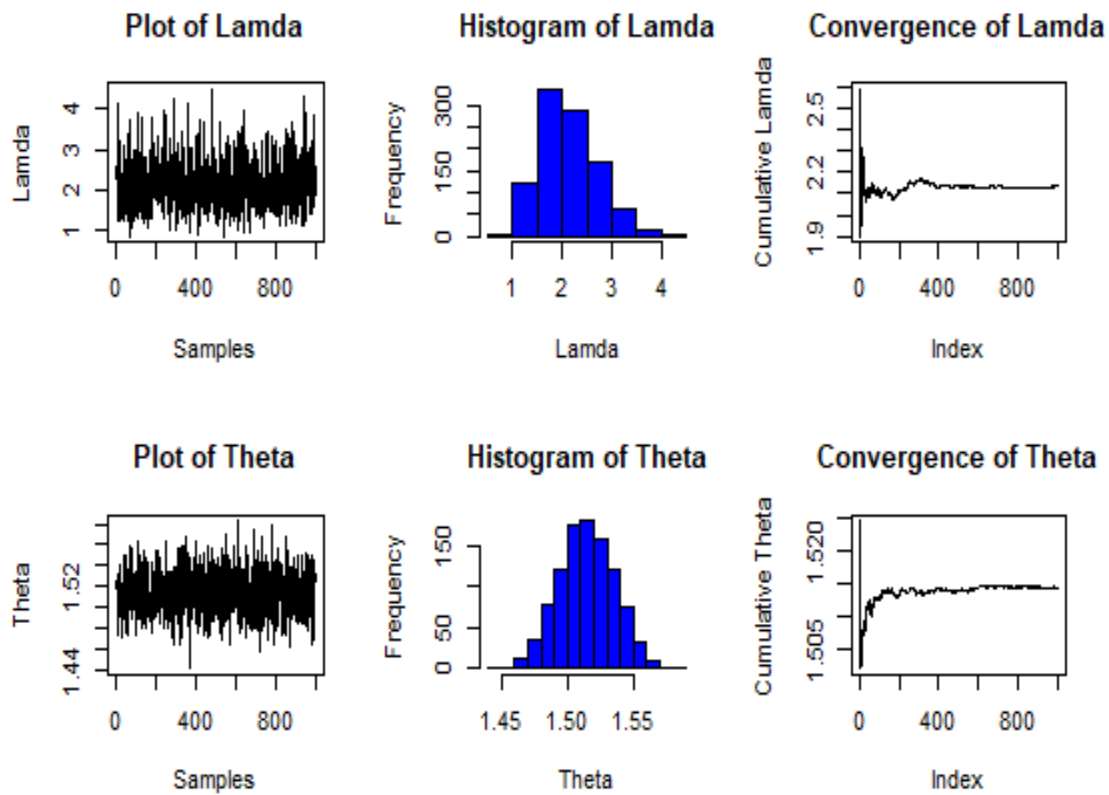 Plot of Lamda
Lamda
1 2 3 4
0 400 800
Samples
Histogram of Lamda
Frequency
0 150 300
1 2 3 4
Lamda
Convergence of Lamda
Cumulative Lamda
1.9 2.2 2.5
0 400 800
Index
Plot of Theta
Theta
1.44 1.52
0 400 800
Samples
Histogram of Theta
Frequency
0 50 150
1.45 1.50 1.55
Theta
Convergence of Theta
Cumulative Theta
1.505 1.520
0 400 800
Index